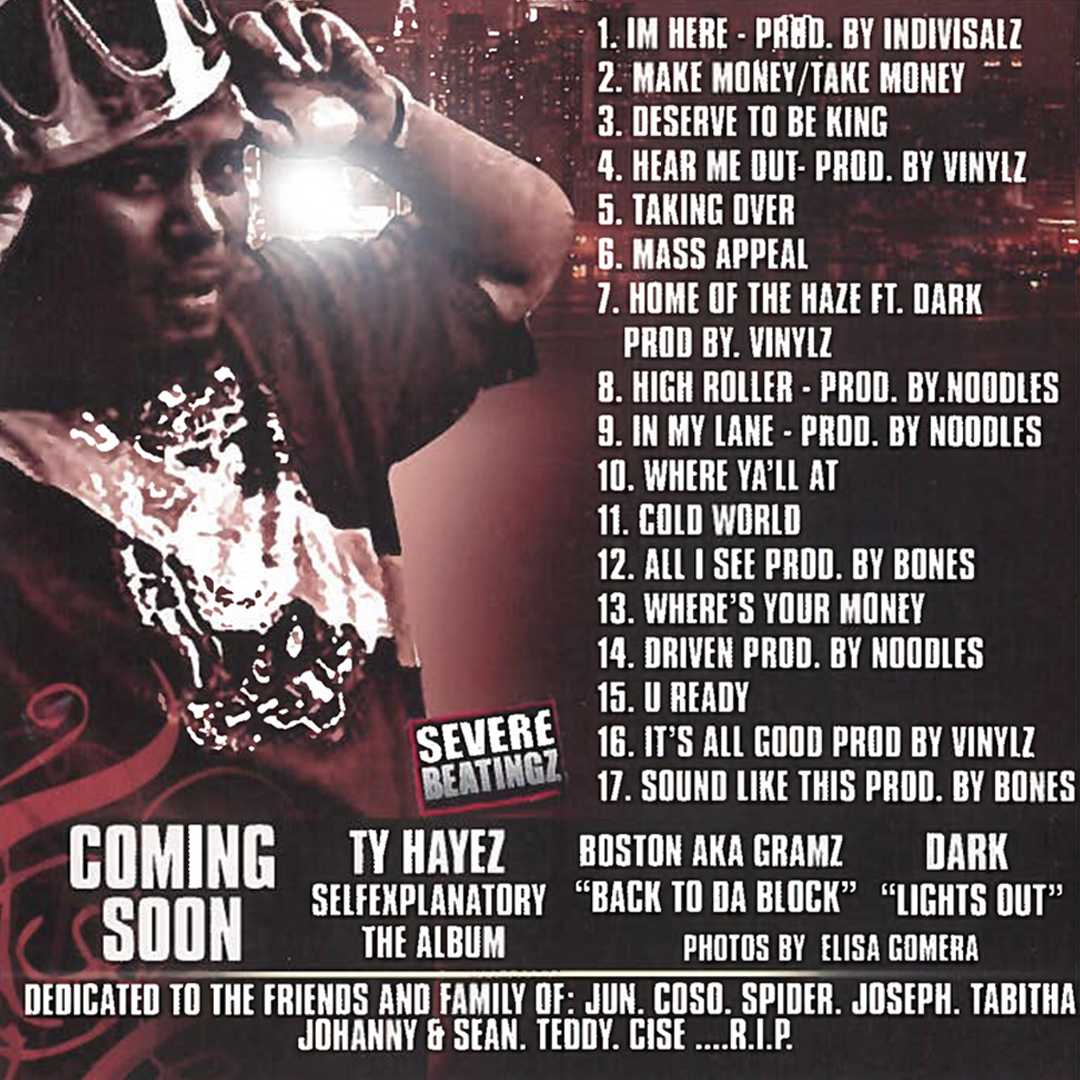 1. IM HERE - PROD. BY INDIVISALZ
2. MAKE MONEY/TAKE MONEY
3. DESERVE TO BE KING
4. HEAR ME OUT- PROD. BY VINYLZ
5. TAKING OVER
6. MASS APPEAL
7. HOME OF THE HAZE FT. DARK
PROD BY. VINYLZ
8. HIGH ROLLER - PROD. BY.NOODLES
9. IN MY LANE - PROD. BY NOODLES
10. WHERE YA'LL AT
11. COLD WORLD
12. ALL I SEE PROD. BY BONES
13. WHERE'S YOUR MONEY
14. DRIVEN PROD. BY NOODLES
15. U READY
16. IT'S ALL GOOD PROD BY VINYLZ
17. SOUND LIKE THIS PROD. BY BONES
SEVERE
BEATINGZ
COMING
SOON
TY HAYEZ
SELFEXPLANATORY
THE ALBUM
BOSTON AKA GRAMZ
"BACK TO DA BLOCK"
DARK
"LIGHTS OUT"
PHOTOS BY ELISA GOMERA
DEDICATED TO THE FRIENDS AND FAMILY OF: JUN. COSO. SPIDER. JOSEPH. TABITHA
JOHANNY & SEAN. TEDDY. CISE ....R.I.P.